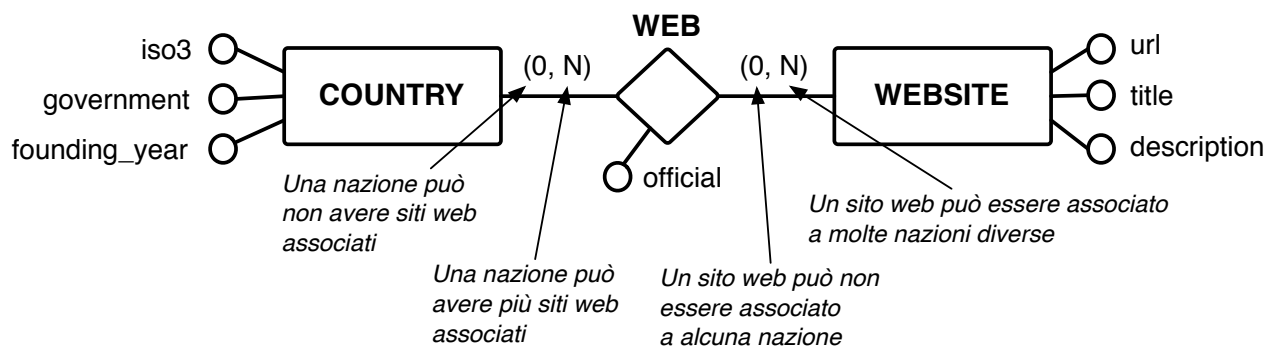 WEB
iso3
government
founding_year
COUNTRY
(0, N)
(0, N)
WEBSITE
url
title
description
official
Una nazione può
non avere siti web
associati
Una nazione può
avere più siti web
associati
Un sito web può non
essere associato
a alcuna nazione
Un sito web può essere associato
a molte nazioni diverse